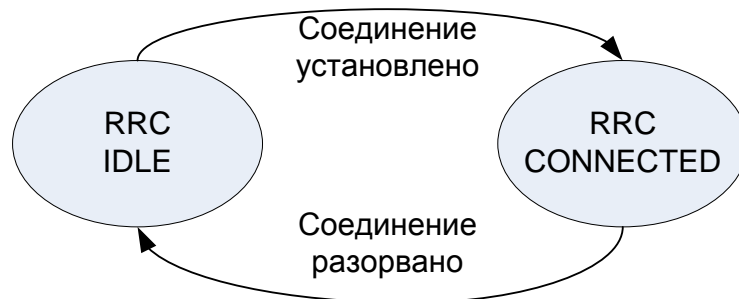 Соединение
установлено
RRC
IDLE
RRC
CONNECTED
Соединение
разорвано